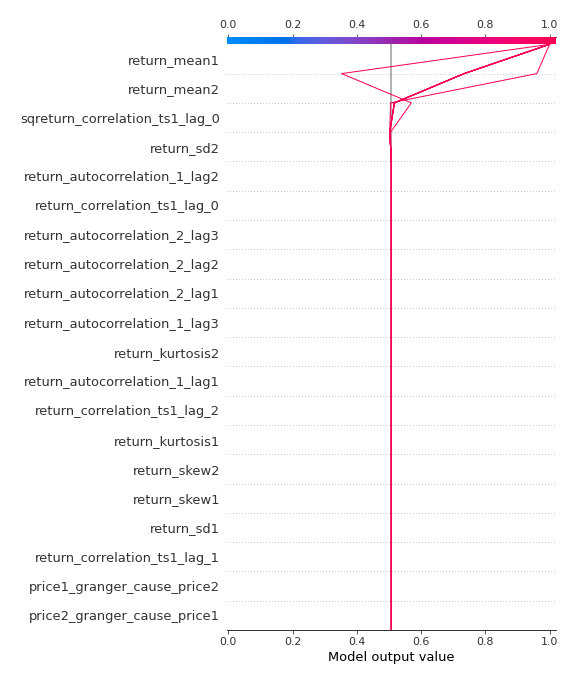 0.0 0.2 0.4 0.6 0.8 1.0
return_mean1
return_mean2
sqreturn_correlation_ts1_lag_0
return_sd2
return_autocorrelation_1_lag2
return_correlation_ts1_lag_0
return_autocorrelation_2_lag3
return_autocorrelation_2_lag2
return_autocorrelation_2_lag1
return_autocorrelation_1_lag3
return_kurtosis2
return_autocorrelation_1_lag1
return_correlation_ts1_lag_2
return_kurtosis1
return_skew2
return_skew1
return_sd1
return_correlation_ts1_lag_1
price1_granger_cause_price2
price2_granger_cause_price1
0.0 0.2 0.4 0.6 0.8 1.0
Model output value